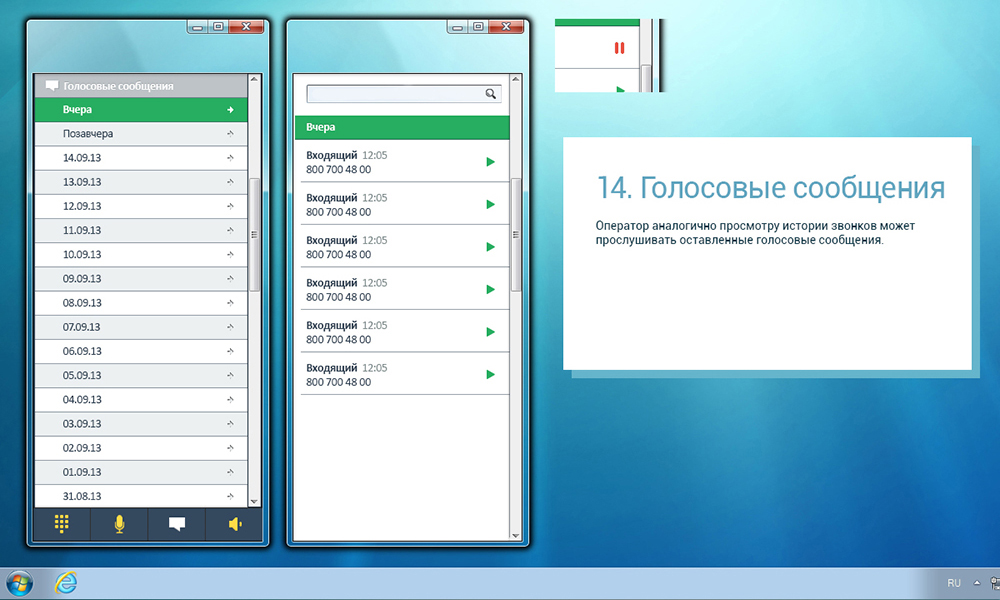 Голосовые сообщения
Вчера
Позавчера
14.09.13
13.09.13
12.09.13
11.09.13
10.09.13
09.09.13
08.09.13
07.09.13
06.09.13
05.09.13
04.09.13
03.09.13
02.09.13
01.09.13
31.08.13
Вчера
Входящий 12:05
800 700 48 00
Входящий 12:05
800 700 48 00
Входящий 12:05
800 700 48 00
Входящий 12:05
800 700 48 00
Входящий 12:05
800 700 48 00
Входящий 12:05
800 700 48 00
14. Голосовые сообщения
Оператор аналогично просмотру истории звонков может
прослушивать оставленные голосовые сообщения.
RU